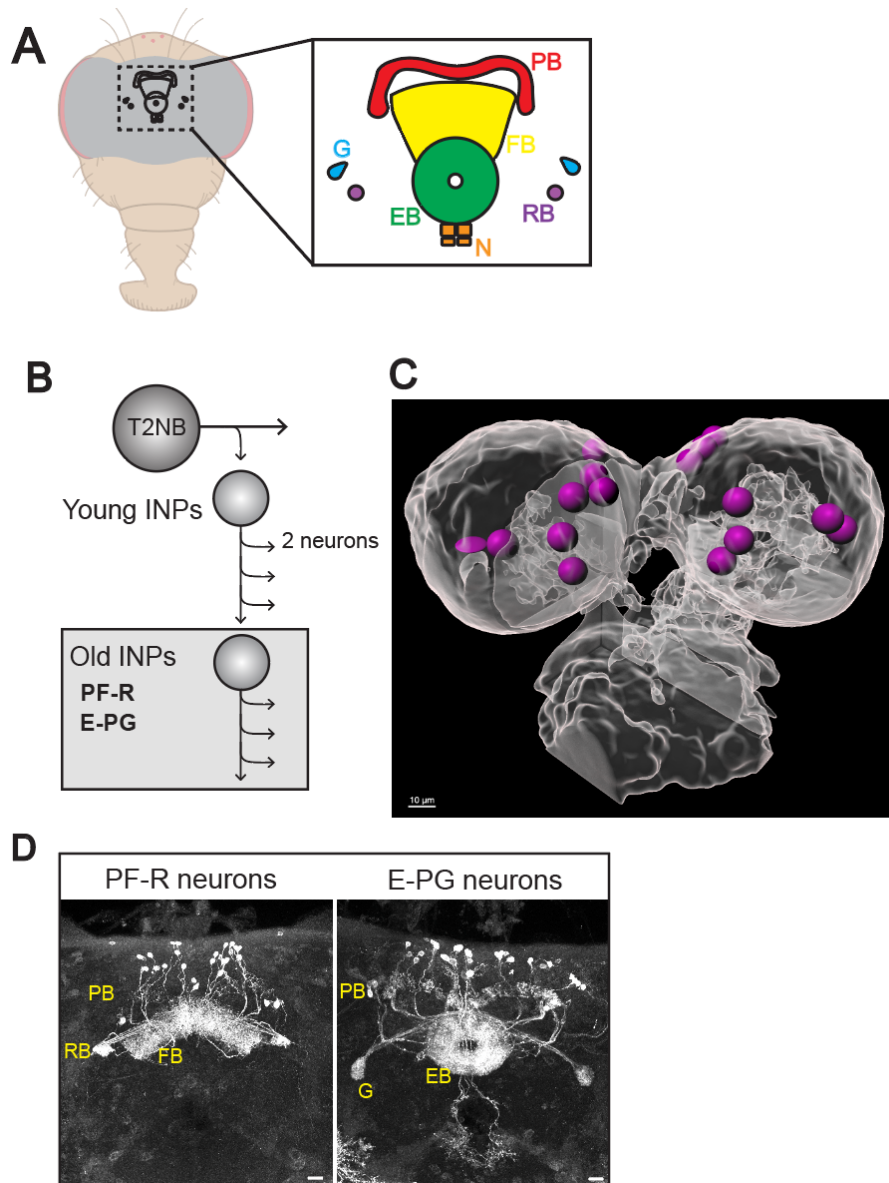 A
PB
G
FB
EB
RB
N
B
T2NB
Young INPs
2 neurons
Old INPs
PF-R
E-PG
C
10 µm
D
PF-R neurons
E-PG neurons
PB
RB
FB
PB
EB
G